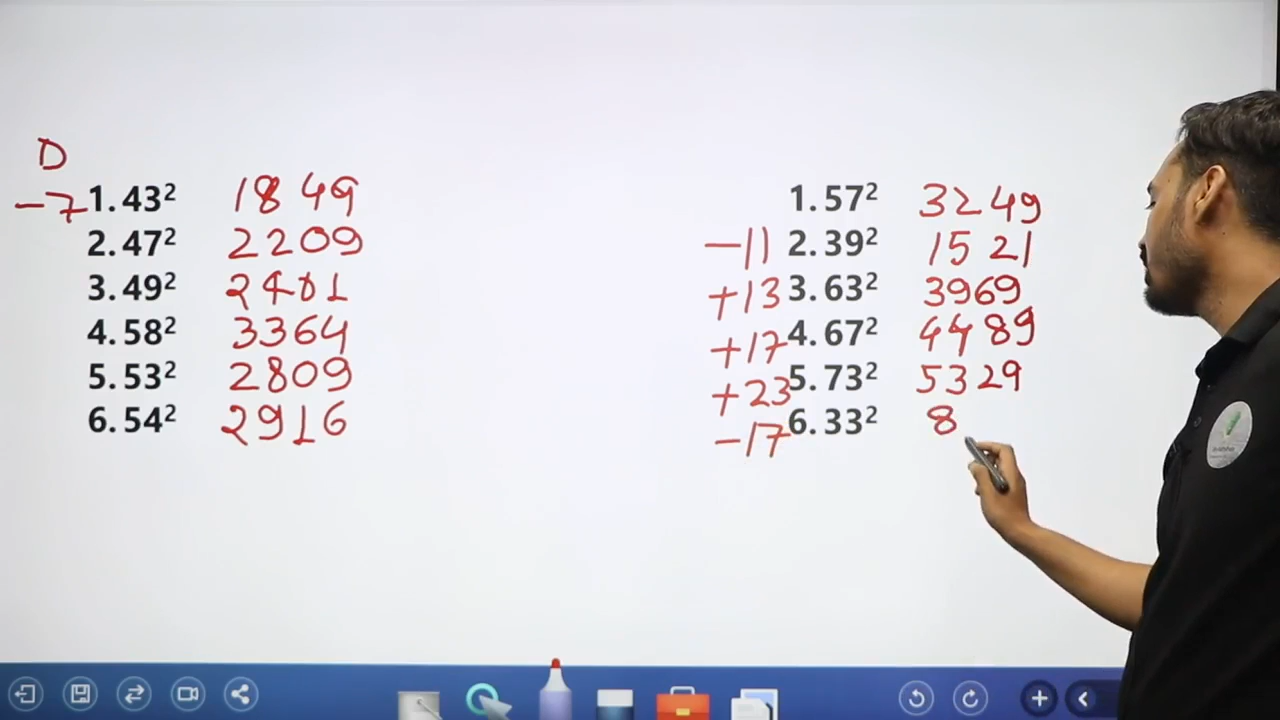 D
-7 1. 43² 1849
2. 47² 2209
3. 49² 2401
4. 58² 3364
5. 53² 2809
6. 54² 2916
1. 57² 3249
-11 2. 39² 1521
+13 3. 63² 3969
+17 4. 67² 4489
+23 5. 73² 5329
-17 6. 33² 8